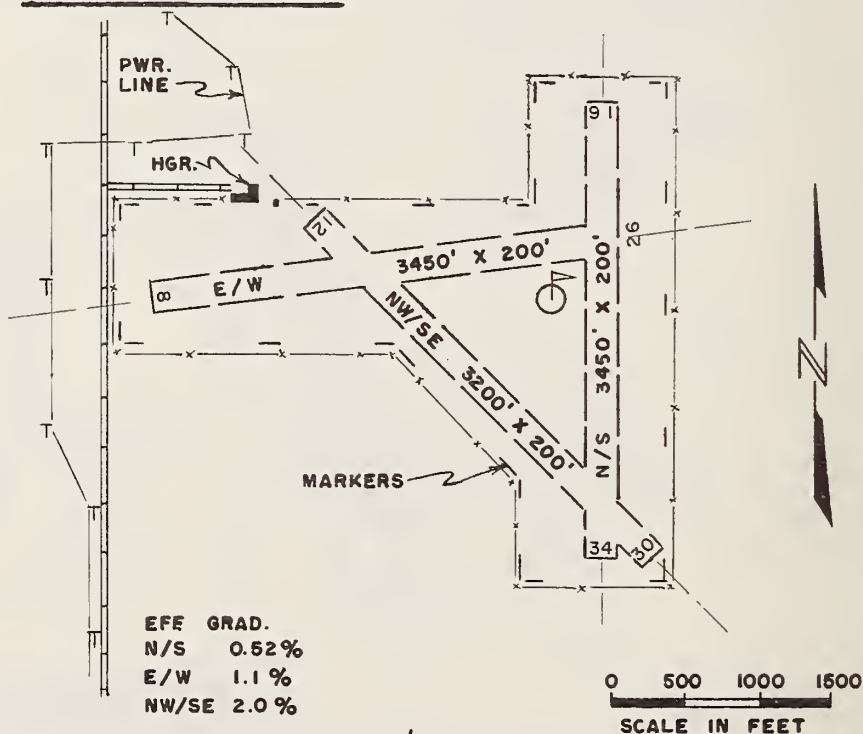 PWR.
LINE
HGR.
16
12
26
3450' X 200'
E/W
8
NW/SE 3200' X 200'
N/S 3450' X 200'
N
MARKERS
34
30
EFE GRAD.
N/S 0.52%
E/W 1.1%
NW/SE 2.0%
0 500 1000 1500
SCALE IN FEET